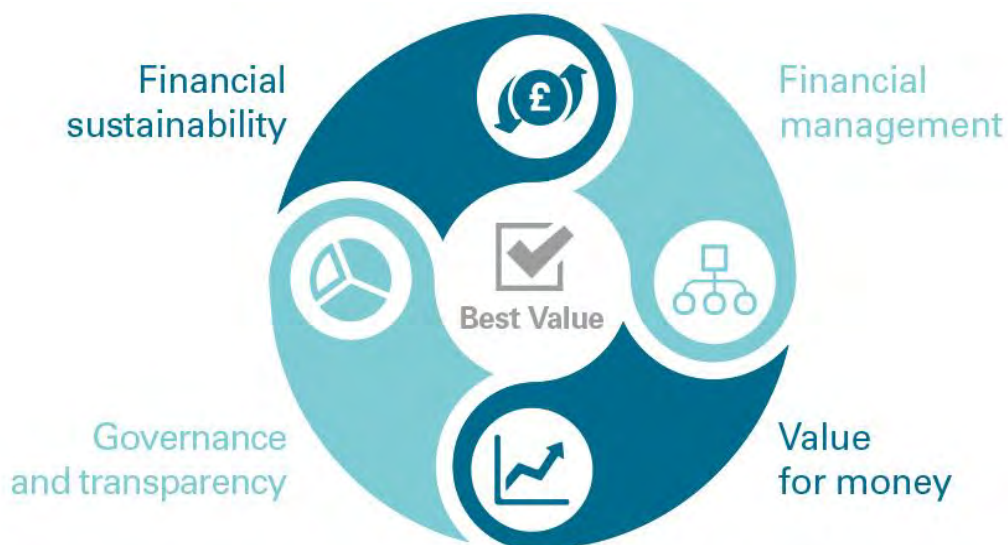 Financial
sustainability
Financial
management
£
Best Value
Governance
and transparency
Value
for money